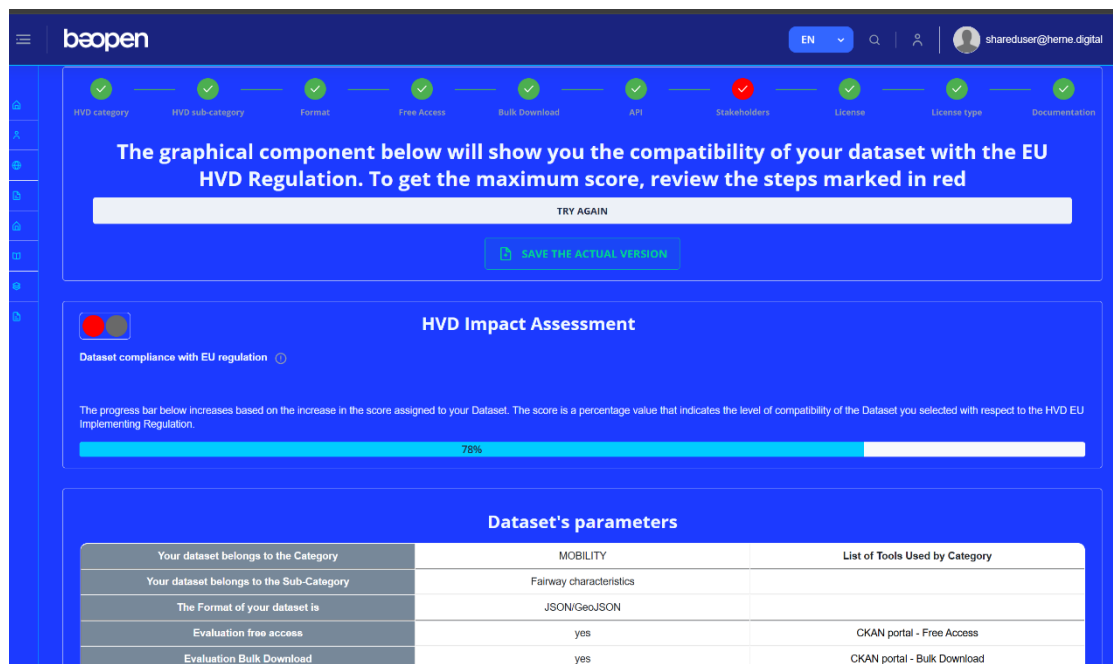 bəopen
EN
shareduser@herne.digital
HVD category
HVD sub-category
Format
Free Access
Bulk Download
API
Stakeholders
License
License type
Documentation
The graphical component below will show you the compatibility of your dataset with the EU
HVD Regulation. To get the maximum score, review the steps marked in red
TRY AGAIN
SAVE THE ACTUAL VERSION
HVD Impact Assessment
Dataset compliance with EU regulation
The progress bar below increases based on the increase in the score assigned to your Dataset. The score is a percentage value that indicates the level of compatibility of the Dataset you selected with respect to the HVD EU
Implementing Regulation.
78%
Dataset's parameters
Your dataset belongs to the Category MOBILITY List of Tools Used by Category
Your dataset belongs to the Sub-Category Fairway characteristics
The Format of your dataset is JSON/GeoJSON
Evaluation free access yes CKAN portal - Free Access
Evaluation Bulk Download yes CKAN portal - Bulk Download